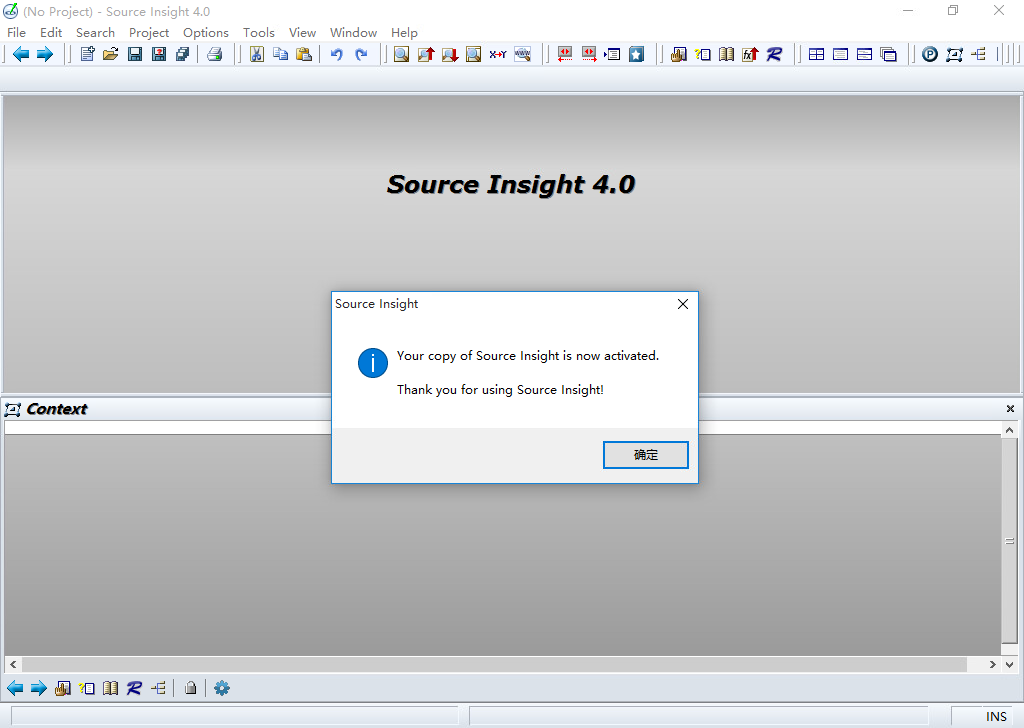 (No Project) - Source Insight 4.0
File Edit Search Project Options Tools View Window Help
Source Insight 4.0
Source Insight
Your copy of Source Insight is now activated.
Thank you for using Source Insight!
确定
Context
INS